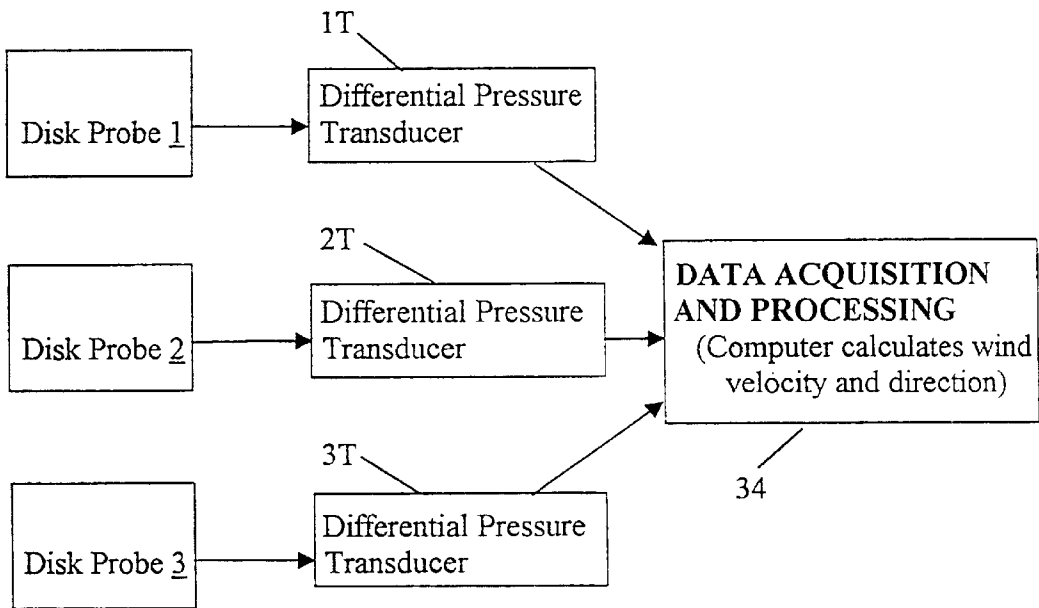 1T
Differential Pressure
Transducer
Disk Probe 1
2T
Differential Pressure
Transducer
Disk Probe 2
DATA ACQUISITION
AND PROCESSING
(Computer calculates wind
velocity and direction)
34
3T
Differential Pressure
Transducer
Disk Probe 3